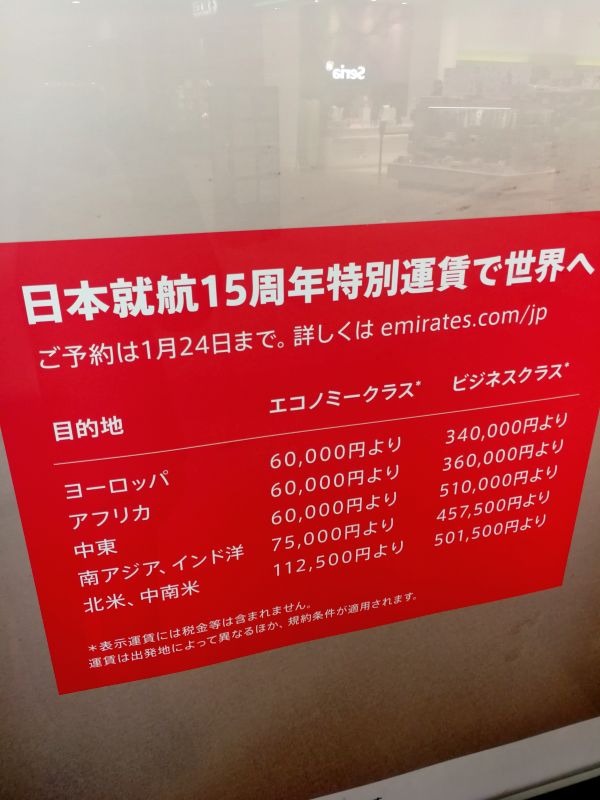 Seria
日本就航15周年特別運賃で世界へ
ご予約は1月24日まで。詳しくは emirates.com/jp
目的地 エコノミークラス* ビジネスクラス*
ヨーロッパ 60,000円より 340,000円より
アフリカ 60,000円より 360,000円より
中東 60,000円より 510,000円より
南アジア、インド洋 75,000円より 457,500円より
北米、中南米 112,500円より 501,500円より
*表示運賃には税金等は含まれません。
運賃は出発地によって異なるほか、規約条件が適用されます。